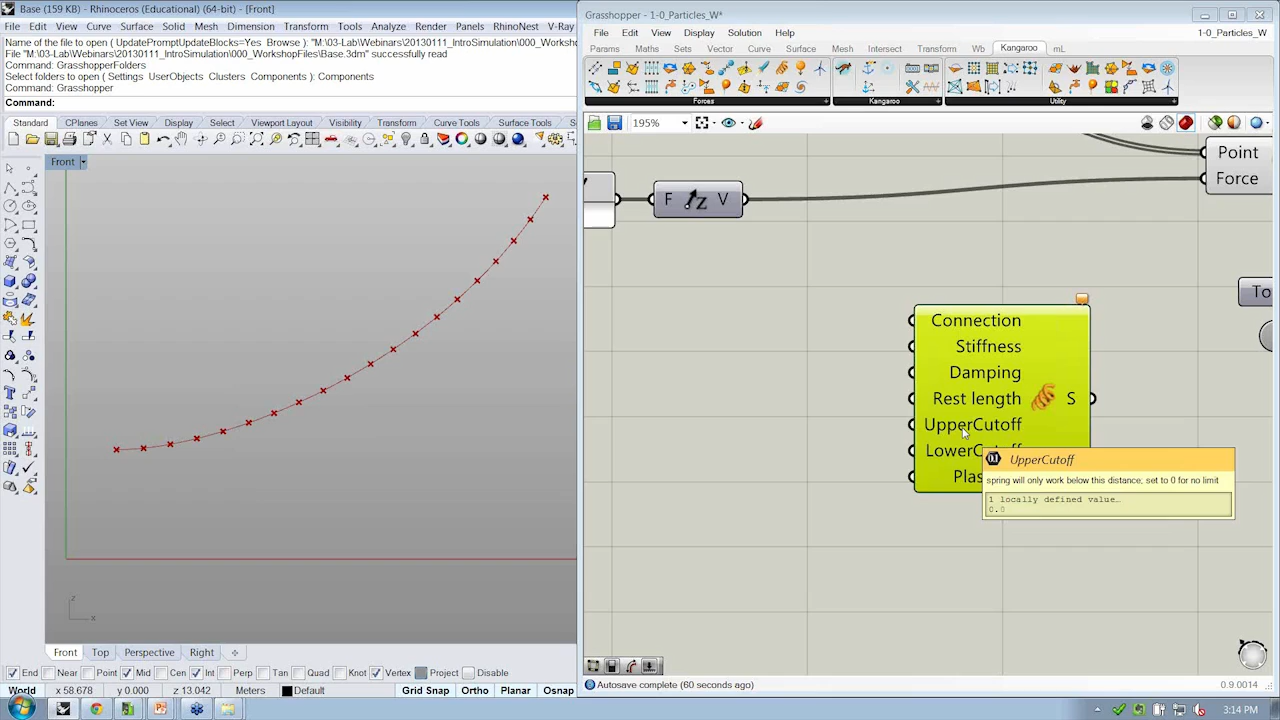 Base (159 KB) - Rhinoceros (Educational) (64-bit) - [Front]
File Edit View Curve Surface Solid Mesh Dimension Transform Tools Analyze Render Panels RhinoNest V-Ray
Name of the file to open ( UpdatePromptUpdateBlocks=Yes Browse ): "M:\03-Lab\Webinars\20130111_IntroSimulation\000_Worksho
File "M:\03-Lab\Webinars\20130111_IntroSimulation\000_WorkshopFiles\Base.3dm" successfully read
Command: GrasshopperFolders
Select folders to open ( Settings UserObjects Clusters Components ): Components
Command: Grasshopper
Command:
Standard CPlanes Set View Display Select Viewport Layout Visibility Transform Curve Tools Surface Tools
Front
z
x
Front Top Perspective Right
End Near Point Mid Cen Int Perp Tan Quad Knot Vertex Project Disable
World x 58.678 y 0.000 z 13.042 Meters Default Grid Snap Ortho Planar Osnap
Grasshopper - 1-0_Particles_W*
File Edit View Display Solution Help
1-0_Particles_W
Params Maths Sets Vector Curve Surface Mesh Intersect Transform Wb Kangaroo mL
Forces Kangaroo Utility
195%
Point
Force
F Z V
To
Connection
Stiffness
Damping
Rest length S
UpperCutoff
LowerCutoff
Plas
UpperCutoff
spring will only work below this distance; set to 0 for no limit
1 locally defined value...
0.0
Autosave complete (60 seconds ago)
0.9.0014
3:14 PM